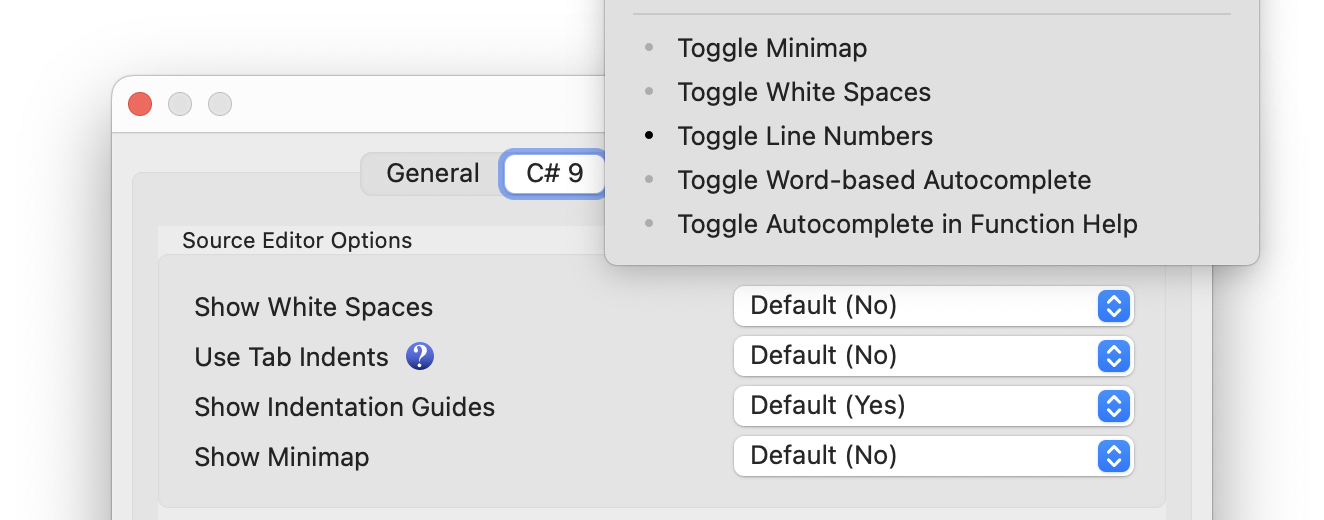 Toggle Minimap
Toggle White Spaces
Toggle Line Numbers
Toggle Word-based Autocomplete
Toggle Autocomplete in Function Help
General C# 9
Source Editor Options
Show White Spaces Default (No)
Use Tab Indents ? Default (No)
Show Indentation Guides Default (Yes)
Show Minimap Default (No)